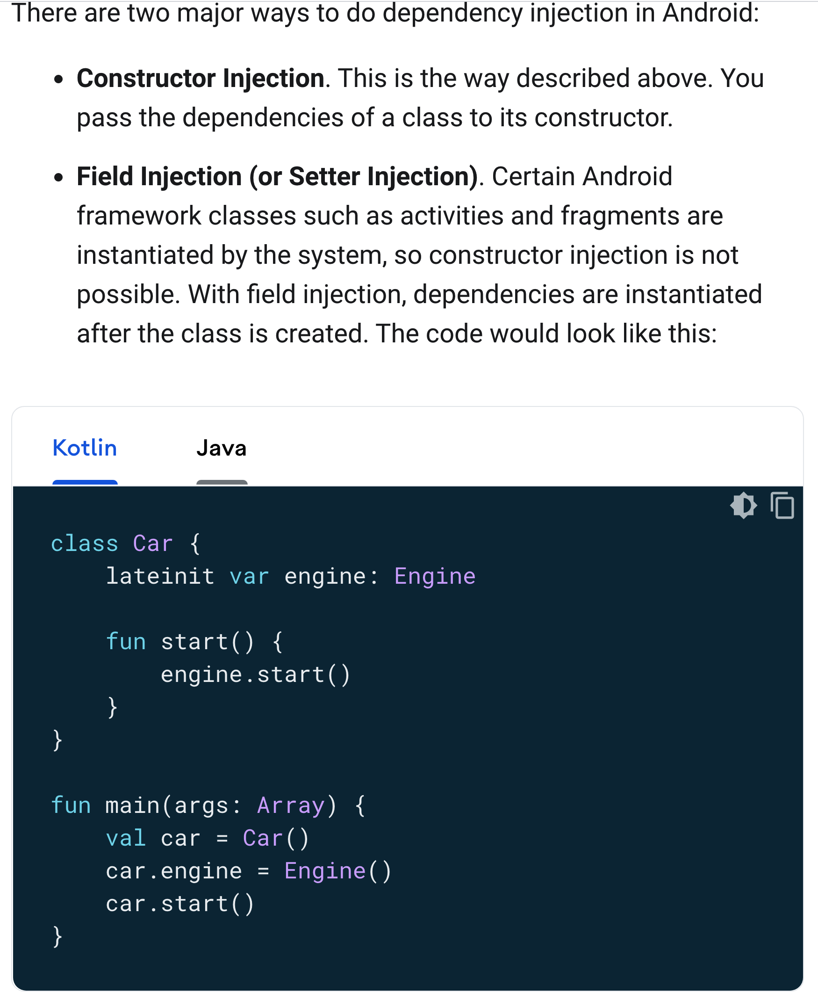 There are two major ways to do dependency injection in Android:
• Constructor Injection. This is the way described above. You
pass the dependencies of a class to its constructor.
• Field Injection (or Setter Injection). Certain Android
framework classes such as activities and fragments are
instantiated by the system, so constructor injection is not
possible. With field injection, dependencies are instantiated
after the class is created. The code would look like this:
Kotlin Java
class Car {
    lateinit var engine: Engine

    fun start() {
        engine.start()
    }
}

fun main(args: Array) {
    val car = Car()
    car.engine = Engine()
    car.start()
}